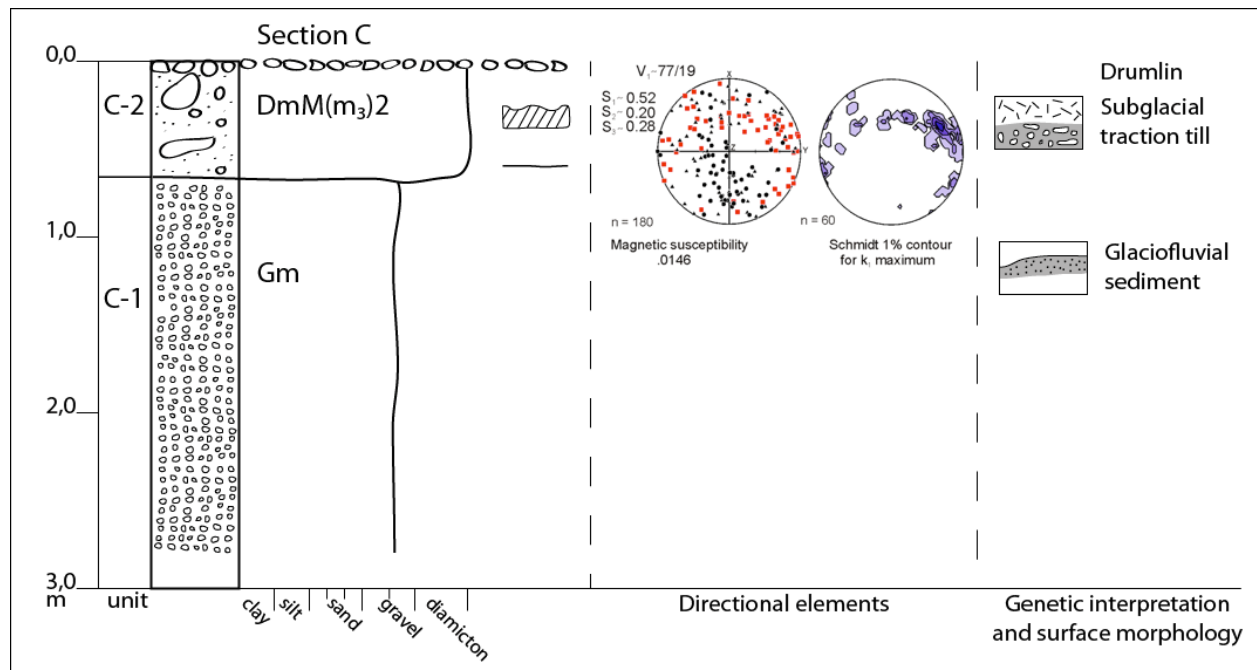 Section C
0,0
C-2
DmM(m₃)2
V₁-77/19
S₁- 0.52
S₂- 0.20
S₃- 0.28
X
Y
Z
n = 180
n = 60
Magnetic susceptibility
.0146
Schmidt 1% contour
for k₁ maximum
Drumlin
Subglacial
traction till
1,0
C-1
Gm
Glaciofluvial
sediment
2,0
3,0
m
unit
clay
silt
sand
gravel
diamicton
Directional elements
Genetic interpretation
and surface morphology